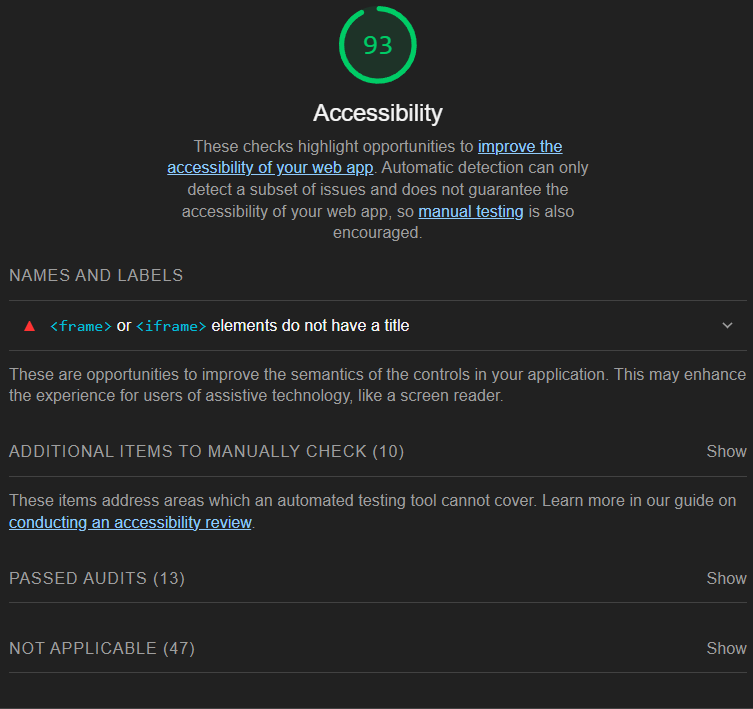 93
Accessibility
These checks highlight opportunities to improve the
accessibility of your web app. Automatic detection can only
detect a subset of issues and does not guarantee the
accessibility of your web app, so manual testing is also
encouraged.
NAMES AND LABELS
<frame> or <iframe> elements do not have a title
These are opportunities to improve the semantics of the controls in your application. This may enhance
the experience for users of assistive technology, like a screen reader.
ADDITIONAL ITEMS TO MANUALLY CHECK (10) Show
These items address areas which an automated testing tool cannot cover. Learn more in our guide on
conducting an accessibility review.
PASSED AUDITS (13) Show
NOT APPLICABLE (47) Show